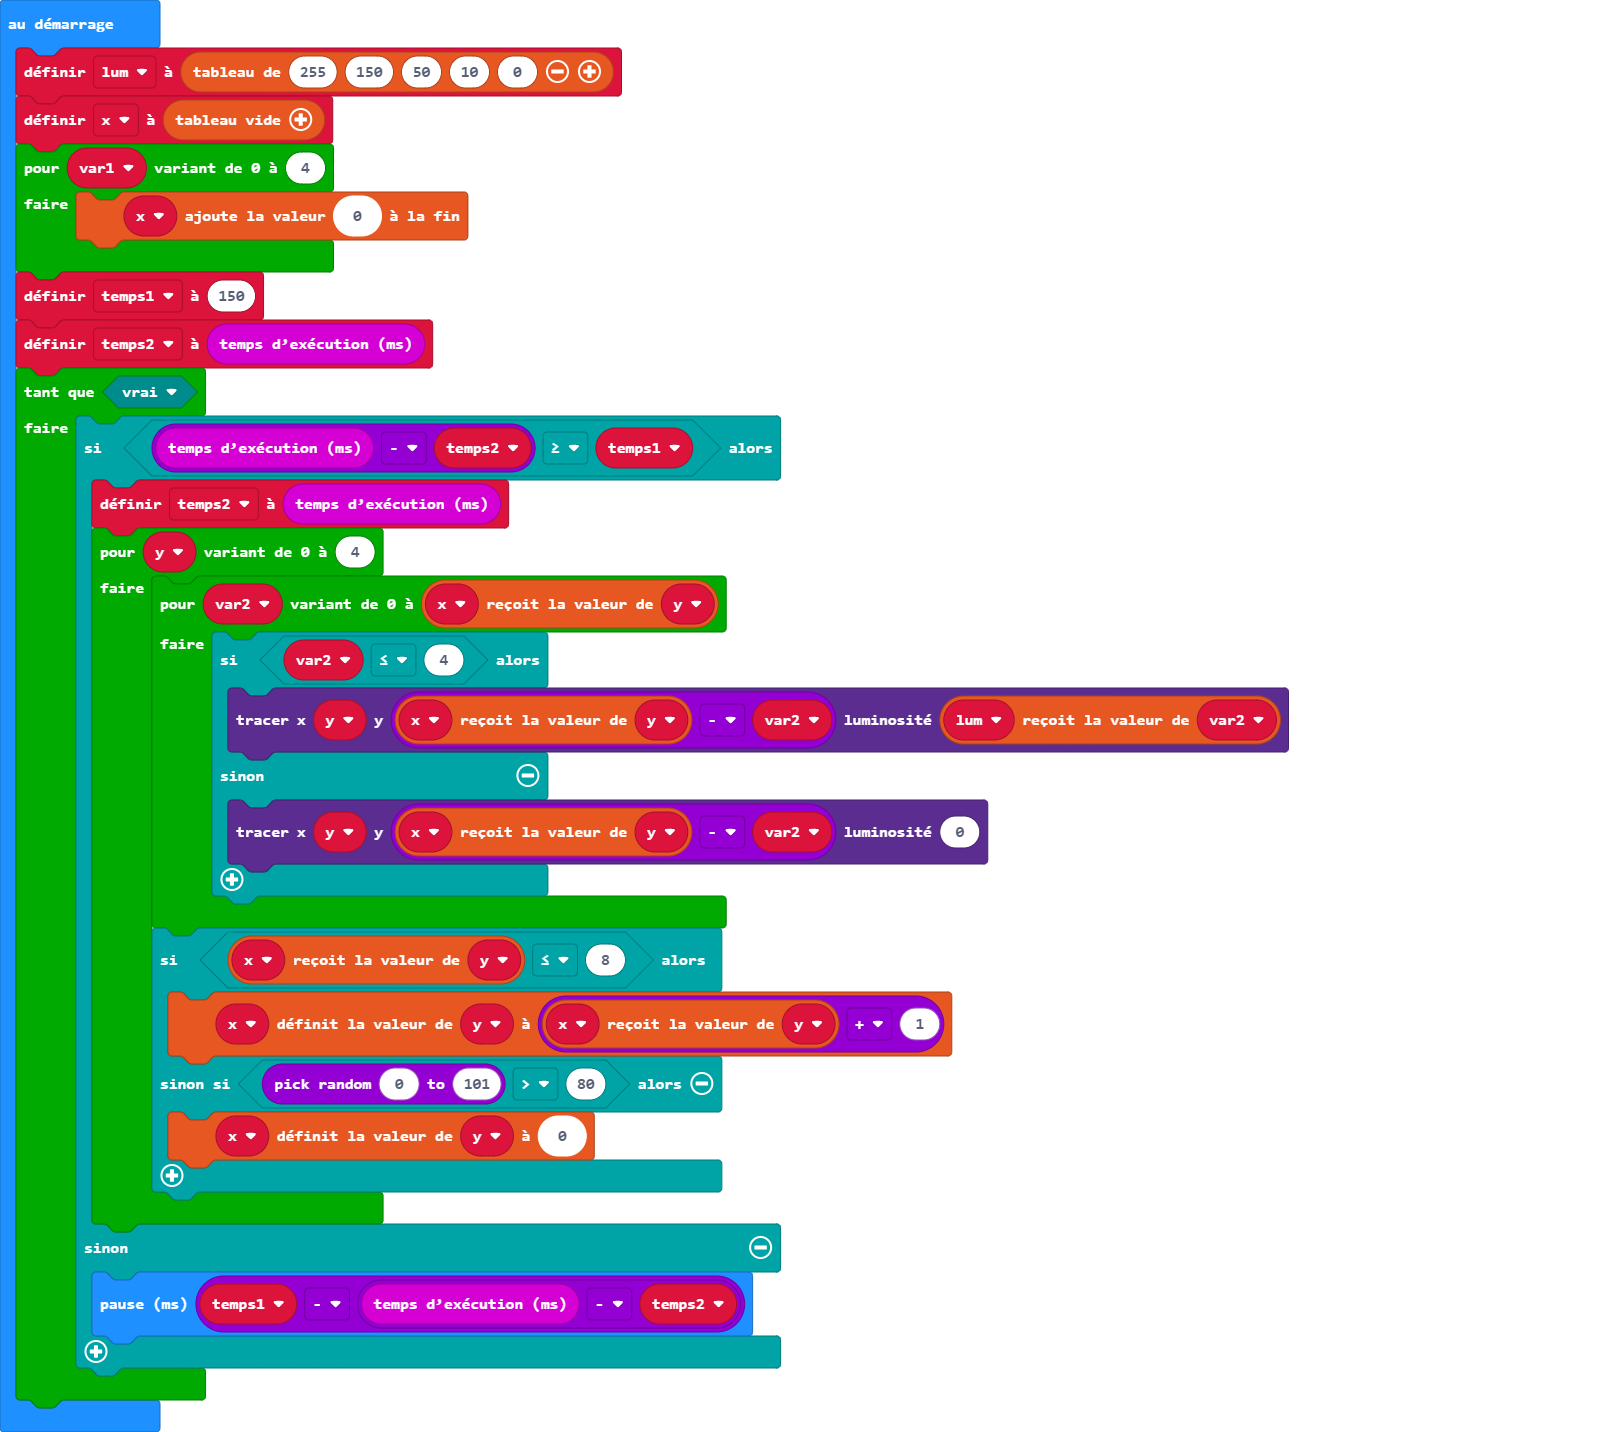 au démarrage
définir lum à tableau de 255 150 50 10 0
définir x à tableau vide
pour var1 variant de 0 à 4
faire
x ajoute la valeur 0 à la fin
définir temps1 à 150
définir temps2 à temps d'exécution (ms)
tant que vrai
faire
si temps d'exécution (ms) - temps2 ≥ temps1 alors
définir temps2 à temps d'exécution (ms)
pour y variant de 0 à 4
faire
pour var2 variant de 0 à x reçoit la valeur de y
faire
si var2 ≤ 4 alors
tracer x y y x reçoit la valeur de y - var2 luminosité lum reçoit la valeur de var2
sinon
tracer x y y x reçoit la valeur de y - var2 luminosité 0
si x reçoit la valeur de y ≤ 8 alors
x définit la valeur de y à x reçoit la valeur de y + 1
sinon si pick random 0 to 101 > 80 alors
x définit la valeur de y à 0
sinon
pause (ms) temps1 - temps d'exécution (ms) - temps2